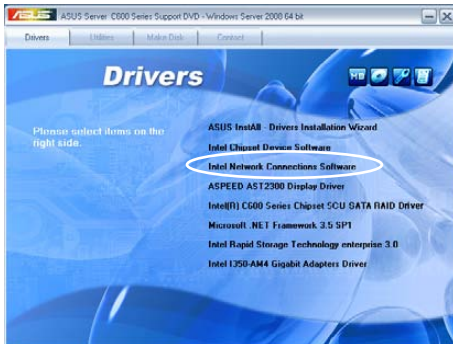 ASUS ASUS Server C600 Series Support DVD - Windows Server 2008 64 bit
Drivers Utilities Make Disk Contact
Drivers
Please select items on the
right side.
ASUS InstAll - Drivers Installation Wizard
Intel Chipset Device Software
Intel Network Connections Software
ASPEED AST2300 Display Driver
Intel(R) C600 Series Chipset SCU SATA RAID Driver
Microsoft .NET Framework 3.5 SP1
Intel Rapid Storage Technology enterprise 3.0
Intel I350-AM4 Gigabit Adapters Driver